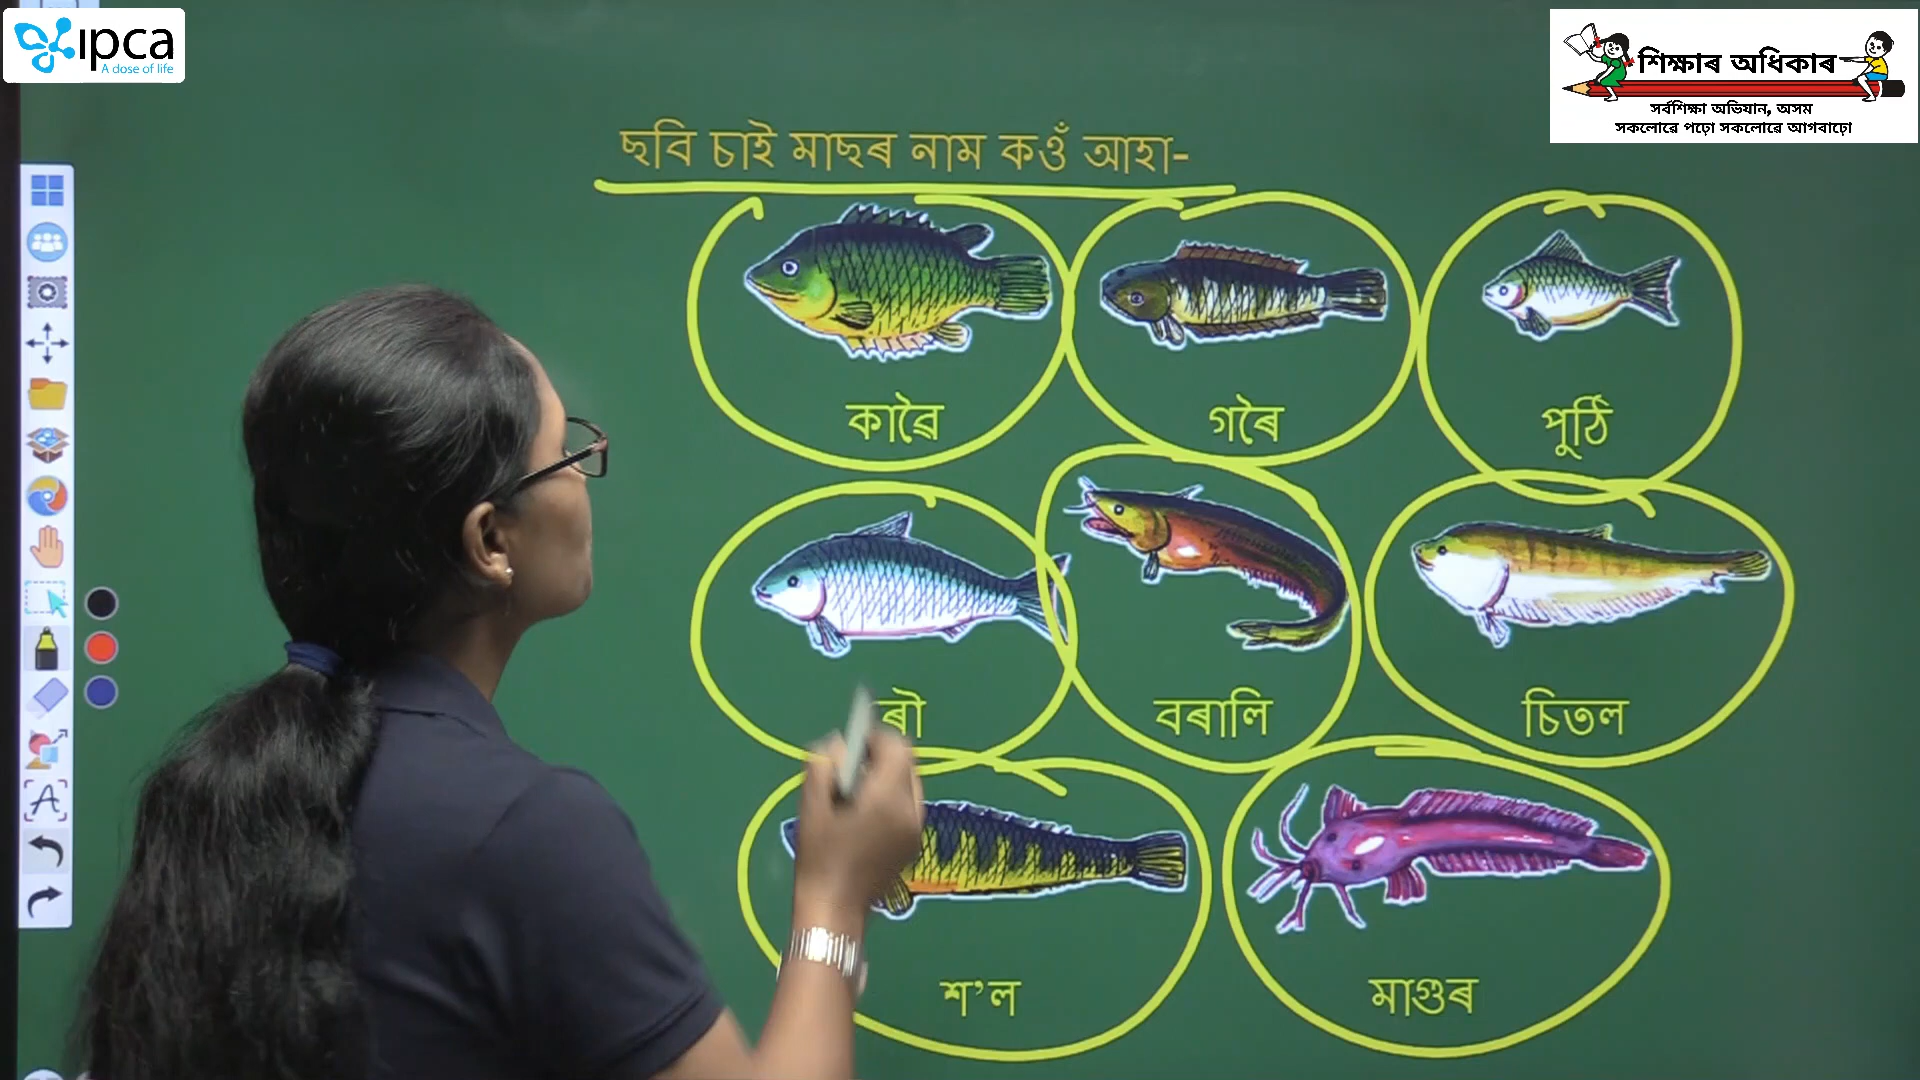 ipca
A dose of life
শিক্ষাৰ অধিকাৰ
সৰ্বশিক্ষা অভিযান, অসম
সকলোৱে পঢ়ো সকলোৱে আগবাঢ়ো
ছবি চাই মাছৰ নাম কওঁ আহা-
কাৱৈ
গৰৈ
পুঠি
বৰালি
চিতল
শ’ল
মাগুৰ